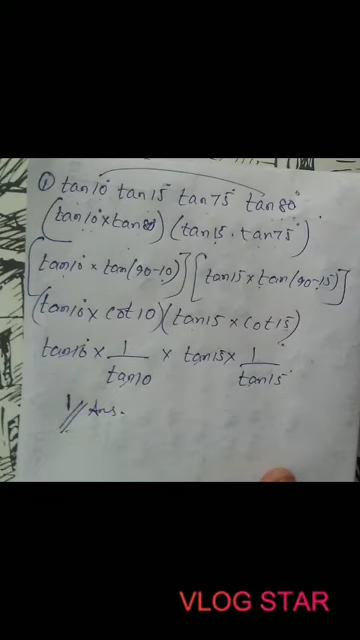 ① tan10° tan15° tan75° tan80°
(tan10° × tan80) (tan15 . tan75°)
[tan10° × tan(90-10)] [tan15 × tan(90-15)]
(tan10 × cot10) (tan15 × cot15)
tan10 × 1/tan10 × tan15 × 1/tan15
1// Ans.
VLOG STAR